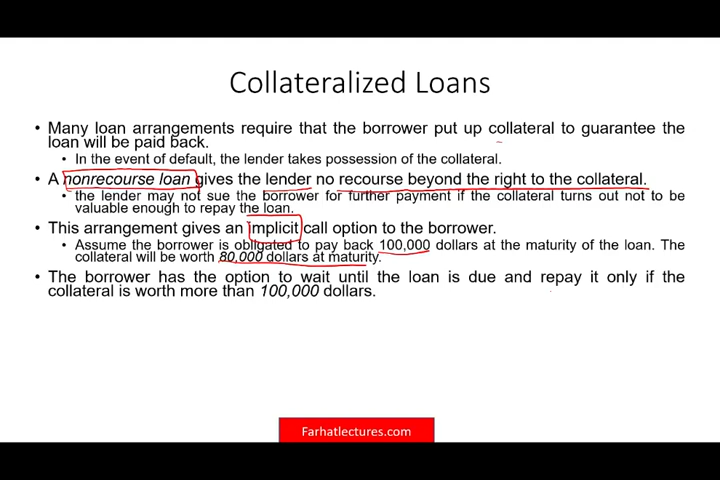 Collateralized Loans
• Many loan arrangements require that the borrower put up collateral to guarantee the
loan will be paid back.
• In the event of default, the lender takes possession of the collateral.
• A nonrecourse loan gives the lender no recourse beyond the right to the collateral.
• the lender may not sue the borrower for further payment if the collateral turns out not to be
valuable enough to repay the loan.
• This arrangement gives an implicit call option to the borrower.
• Assume the borrower is obligated to pay back 100,000 dollars at the maturity of the loan. The
collateral will be worth 80,000 dollars at maturity.
• The borrower has the option to wait until the loan is due and repay it only if the
collateral is worth more than 100,000 dollars.
Farhatlectures.com